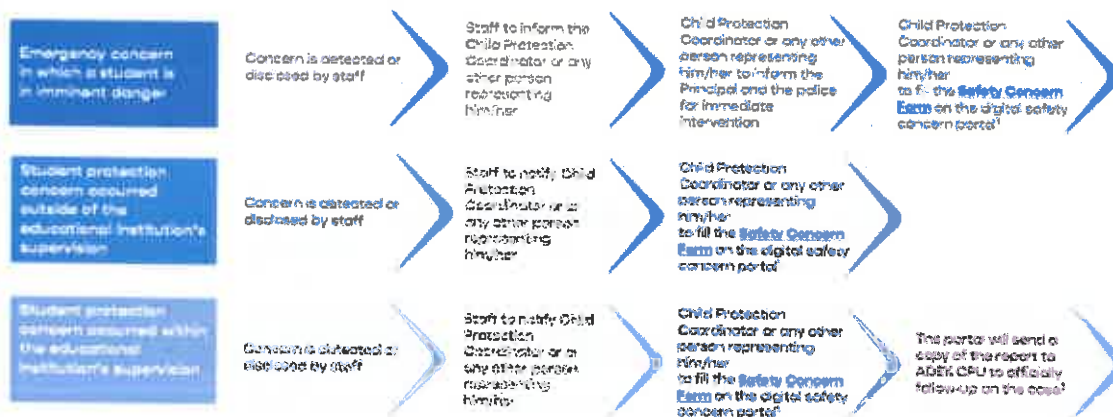 Emergency concern
in which a student is
in imminent danger
Concern is detected or
disclosed by staff
Staff to inform the
Child Protection
Coordinator or any
other person
representing
him/her
Child Protection
Coordinator or any other
person representing
him/her to inform the
Principal and the police
for immediate
intervention
Child Protection
Coordinator or any other
person representing
him/her
to fill the Safety Concern
Form on the digital safety
concern portal¹
Student protection
concern occurred
outside of the
educational institution's
supervision
Concern is detected or
disclosed by staff
Staff to notify Child
Protection
Coordinator or
any other person
representing
him/her
Child Protection
Coordinator or any other
person representing
him/her
to fill the Safety Concern
Form on the digital safety
concern portal¹
Student protection
concern occurred within
the educational
institution's supervision
Concern is detected or
disclosed by staff
Staff to notify Child
Protection
Coordinator or
any other person
representing
him/her
Child Protection
Coordinator or any other
person representing
him/her
to fill the Safety Concern
Form on the digital safety
concern portal¹
The portal will send a
copy of the report to
ADEK CPU to officially
follow-up on the case¹